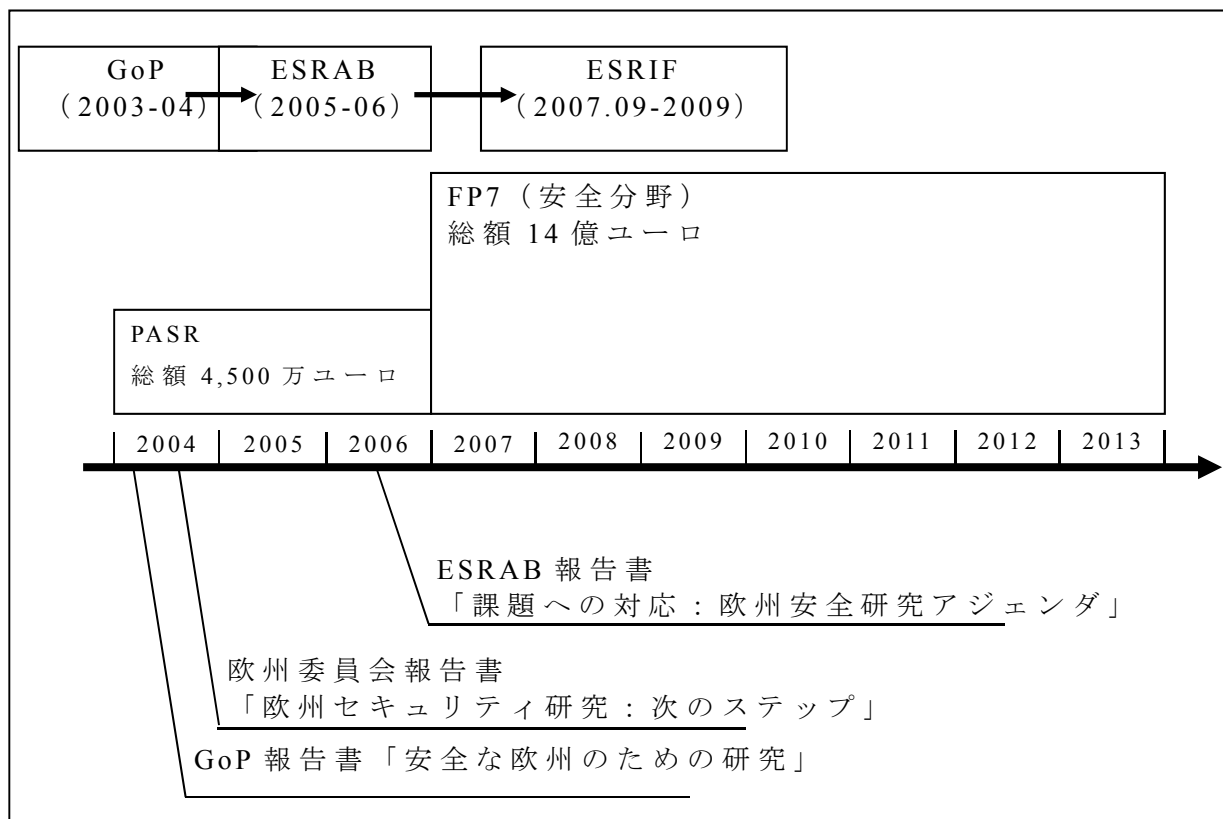 GoP
（2003-04）
ESRAB
（2005-06）
ESRIF
（2007.09-2009）
FP7（安全分野）
総額 14 億ユーロ
PASR
総額 4,500 万ユーロ
2004 2005 2006 2007 2008 2009 2010 2011 2012 2013
ESRAB 報告書
「課題への対応：欧州安全研究アジェンダ」
欧州委員会報告書
「欧州セキュリティ研究：次のステップ」
GoP 報告書「安全な欧州のための研究」